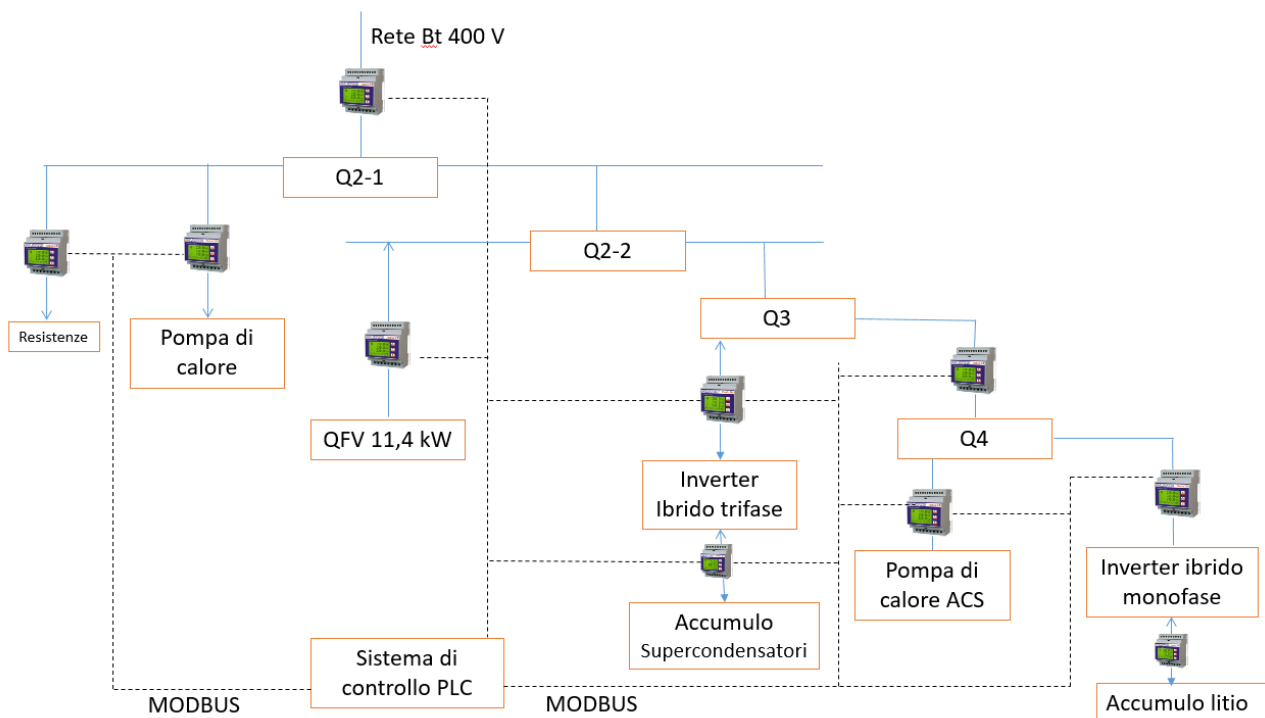 Rete Bt 400 V
Q2-1
Q2-2
Q3
Resistenze
Pompa di
calore
QFV 11,4 kW
Q4
Inverter
Ibrido trifase
Pompa di
calore ACS
Inverter ibrido
monofase
Accumulo
Supercondensatori
Sistema di
controllo PLC
MODBUS
MODBUS
Accumulo litio